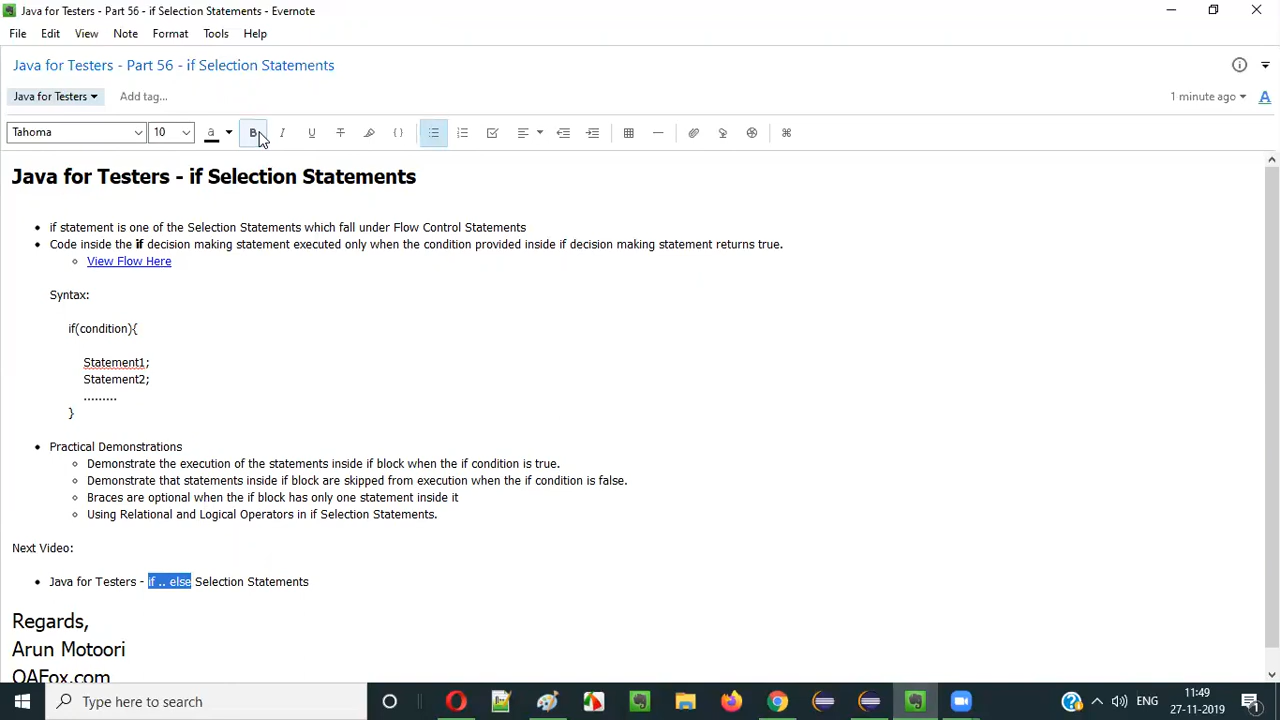 Java for Testers - Part 56 - if Selection Statements - Evernote
File Edit View Note Format Tools Help
Java for Testers - Part 56 - if Selection Statements
Java for Testers Add tag... 1 minute ago A
Tahoma 10 a B I U T { }
Java for Testers - if Selection Statements
• if statement is one of the Selection Statements which fall under Flow Control Statements
• Code inside the if decision making statement executed only when the condition provided inside if decision making statement returns true.
◦ View Flow Here
Syntax:
if(condition){
Statement1;
Statement2;
.........
}
• Practical Demonstrations
◦ Demonstrate the execution of the statements inside if block when the if condition is true.
◦ Demonstrate that statements inside if block are skipped from execution when the if condition is false.
◦ Braces are optional when the if block has only one statement inside it
◦ Using Relational and Logical Operators in if Selection Statements.
Next Video:
• Java for Testers - if .. else Selection Statements
Regards,
Arun Motoori
QAFox.com
Type here to search ENG 11:49
27-11-2019 1